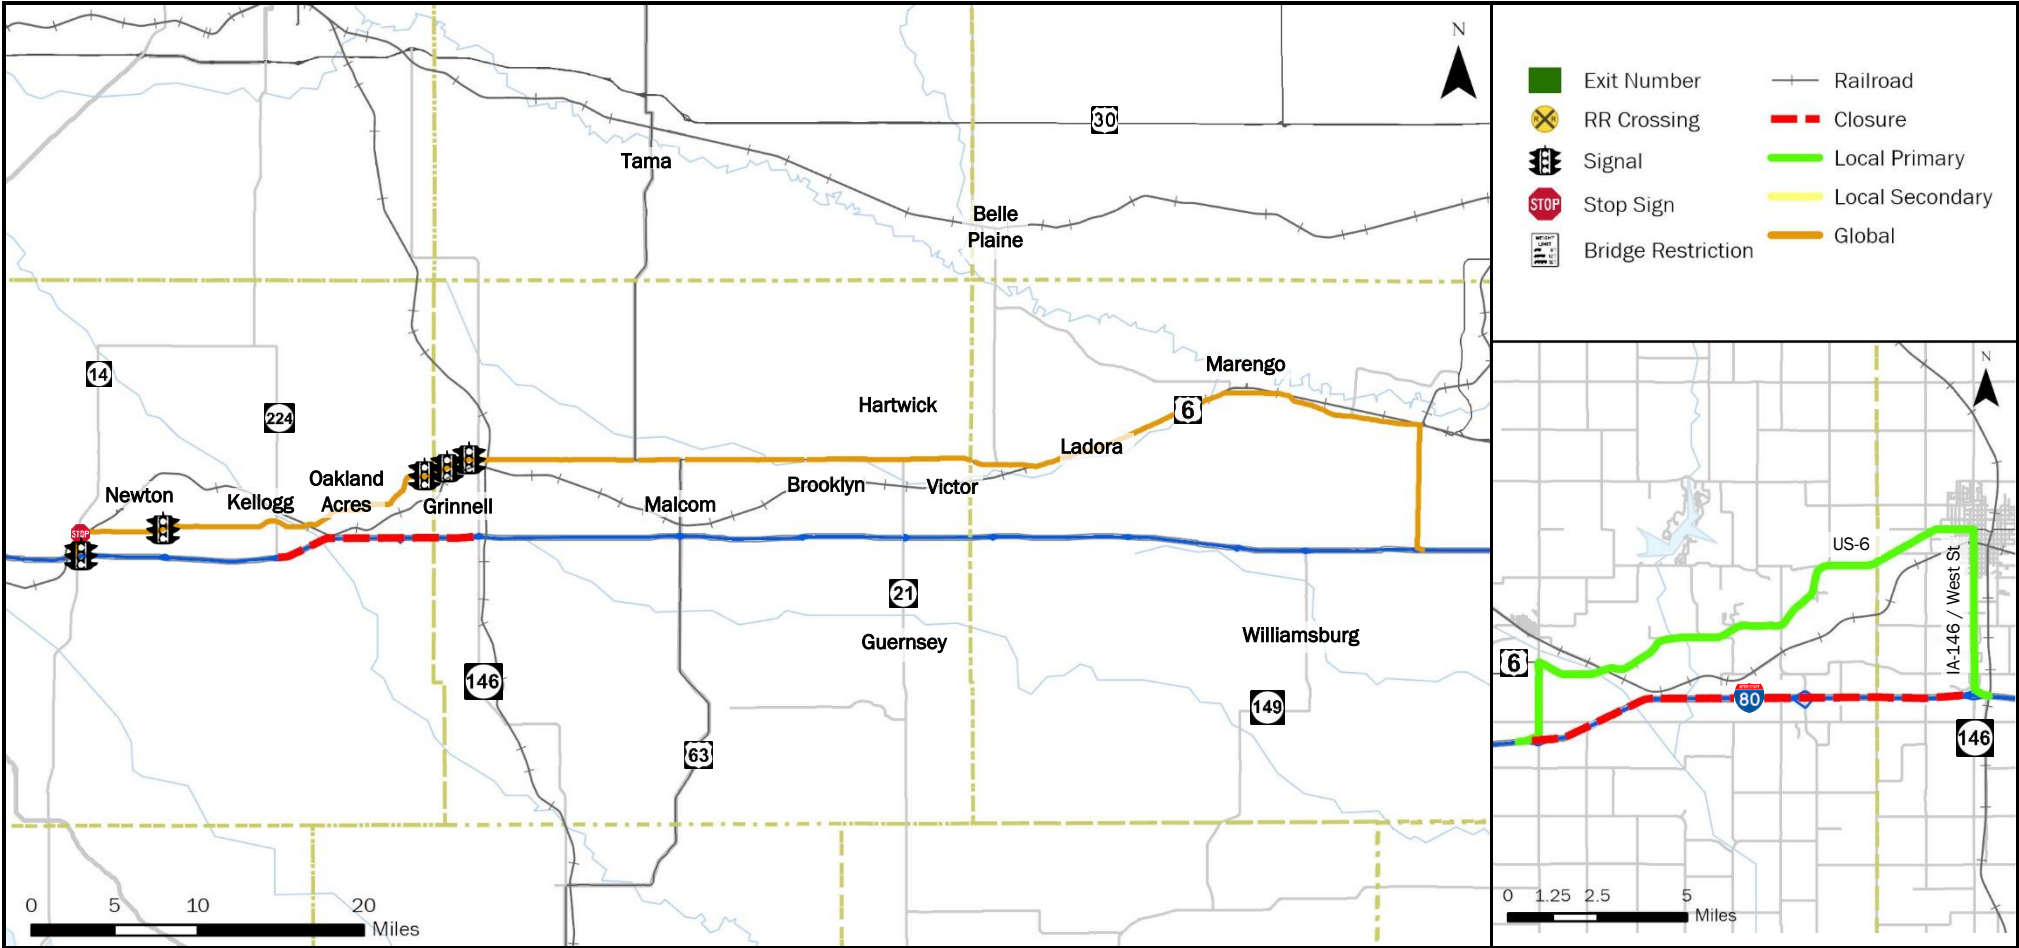 N
30
Tama
Belle
Plaine
14
224
Marengo
Hartwick
6
Ladora
Oakland
Acres
Newton
Kellogg
Grinnell
Malcom
Brooklyn
Victor
STOP
21
Guernsey
Williamsburg
146
149
63
0 5 10 20
Miles
Exit Number
RR Crossing
Signal
STOP
Stop Sign
WEIGHT
LIMIT
Bridge Restriction
Railroad
Closure
Local Primary
Local Secondary
Global
N
US-6
IA-146 / West St
6
80
146
0 1.25 2.5 5
Miles